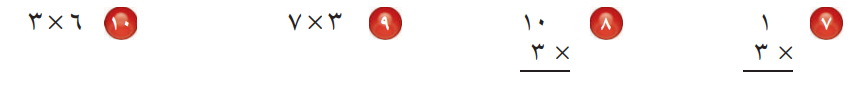 ٧ ١
× ٣
٨ ١٠
× ٣
٩ ٣ × ٧
١٠ ٦ × ٣